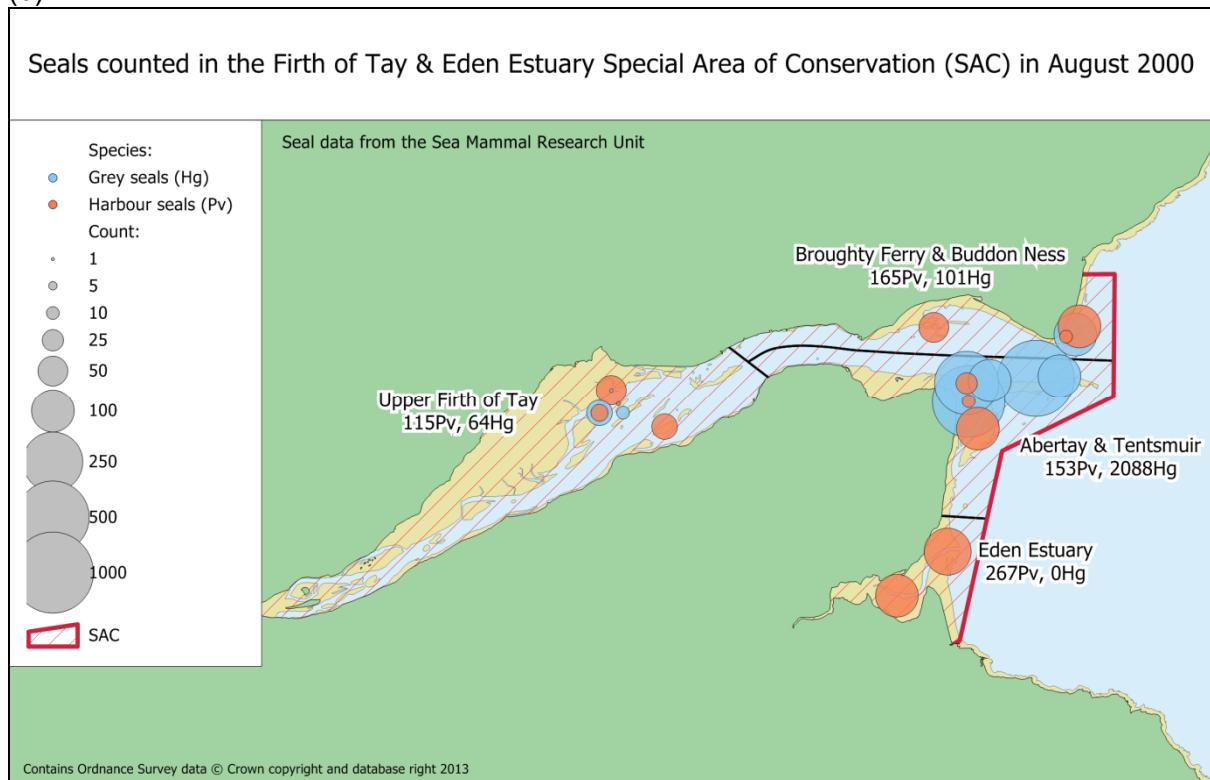 Seals counted in the Firth of Tay & Eden Estuary Special Area of Conservation (SAC) in August 2000
Seal data from the Sea Mammal Research Unit
Species:
Grey seals (Hg)
Harbour seals (Pv)
Count:
1
5
10
25
50
100
250
500
1000
SAC
Broughty Ferry & Buddon Ness
165Pv, 101Hg
Upper Firth of Tay
115Pv, 64Hg
Abertay & Tentsmuir
153Pv, 2088Hg
Eden Estuary
267Pv, 0Hg
Contains Ordnance Survey data © Crown copyright and database right 2013